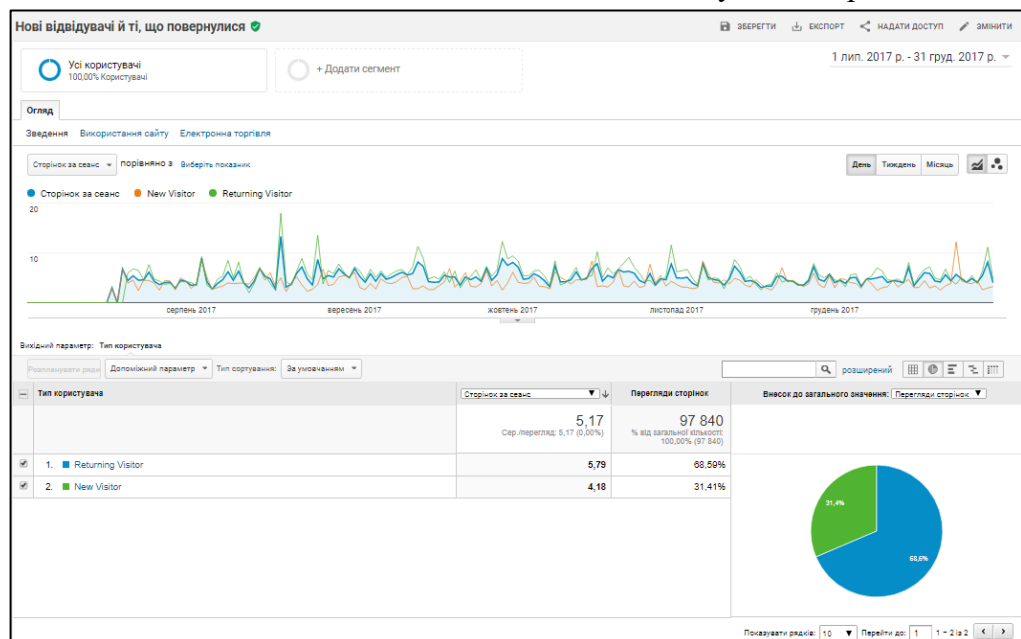 Нові відвідувачі й ті, що повернулися
ЗБЕРЕГТИ ЕКСПОРТ НАДАТИ ДОСТУП ЗМІНИТИ
Усі користувачі
100,00% Користувачі
+ Додати сегмент
1 лип. 2017 р. - 31 груд. 2017 р.
Огляд
Зведення Використання сайту Електронна торгівля
Сторінок за сеанс порівняно з Виберіть показник
День Тиждень Місяць
Сторінок за сеанс New Visitor Returning Visitor
20
10
серпень 2017 вересень 2017 жовтень 2017 листопад 2017 грудень 2017
Вихідний параметр: Тип користувача
Розпланувати ряди Допоміжний параметр Тип сортування: За умовчанням
розширений
Тип користувача Сторінок за сеанс Перегляди сторінок Внесок до загального значення: Перегляди сторінок
5,17 97 840
Сер./перегляд: 5,17 (0,00%) % від загальної кількості: 100,00% (97 840)
1. Returning Visitor 5,79 68,59%
2. New Visitor 4,18 31,41%
31,4%
68,6%
Показувати рядків: 10 Перейти до: 1 1 – 2 із 2